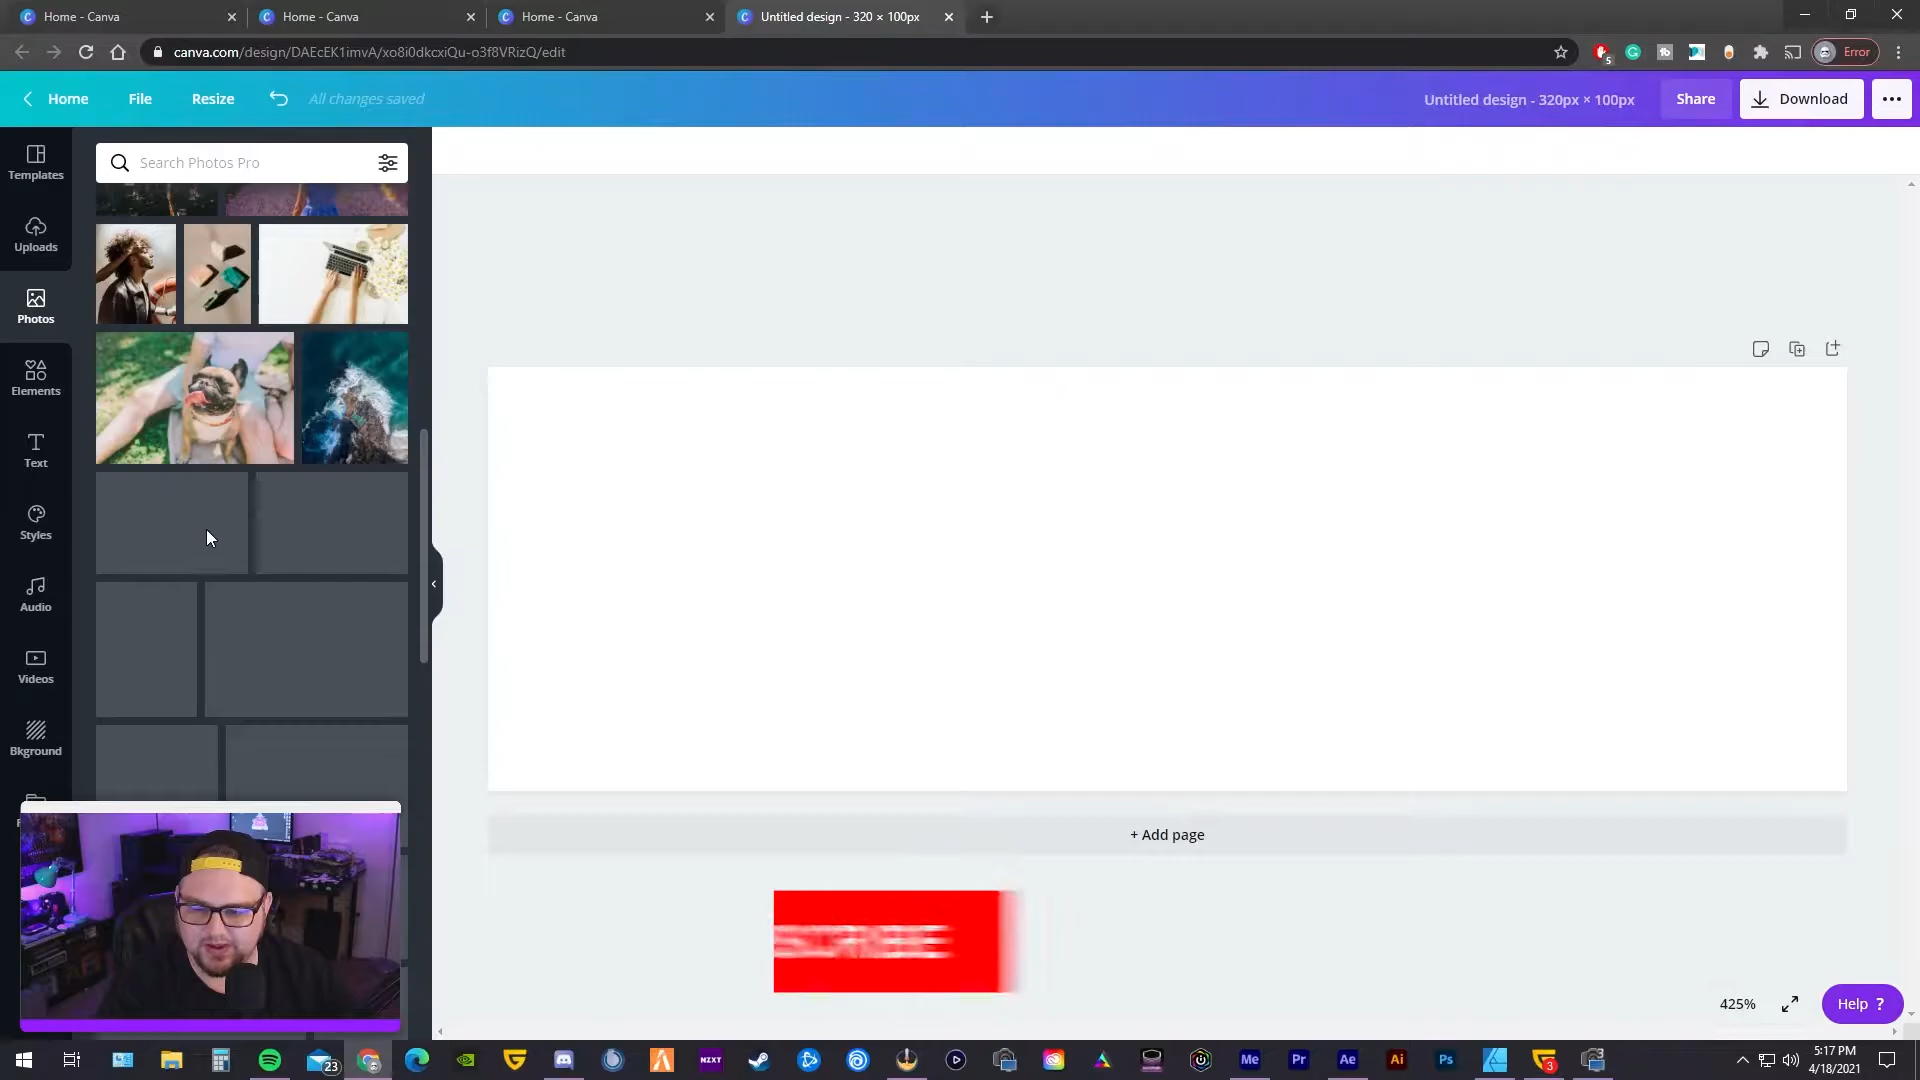 Home - Canva
Home - Canva
Home - Canva
Untitled design - 320 × 100px
canva.com/design/DAEcEK1imvA/xo8i0dkcxiQu-o3f8VRizQ/edit
5
Error
Home
File
Resize
All changes saved
Untitled design - 320px × 100px
Share
Download
Templates
Uploads
Photos
Elements
Text
Styles
Audio
Videos
Bkground
Search Photos Pro
+ Add page
425%
Help ?
23
NZXT
Me
Pr
Ae
Ai
Ps
3
3
5:17 PM
4/18/2021